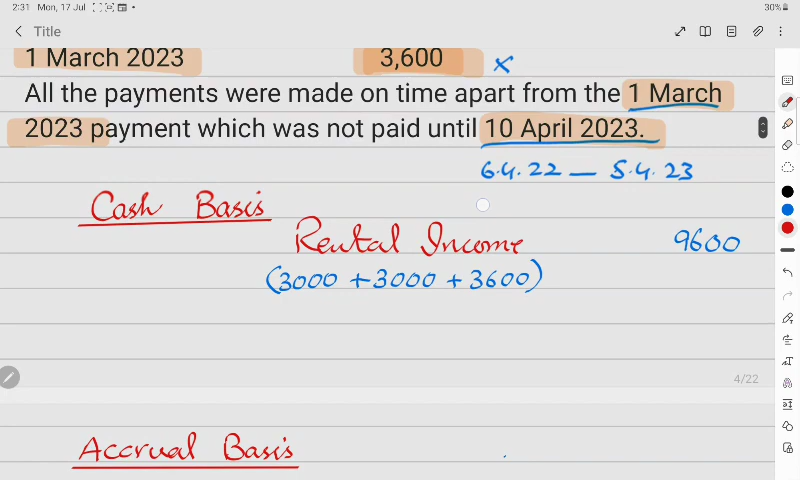 2:31 Mon, 17 Jul
30%
Title
1 March 2023 3,600 x
All the payments were made on time apart from the 1 March
2023 payment which was not paid until 10 April 2023.
6.4.22 — 5.4.23
Cash Basis
Rental Income 9600
(3000 + 3000 + 3600)
4/22
Accrual Basis